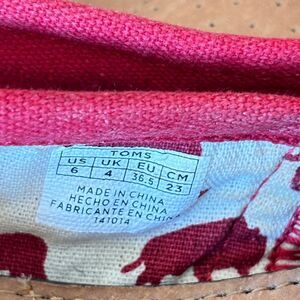 TOMS
US UK EU CM
6 4 36.5 23
MADE IN CHINA
HECHO EN CHINA
FABRICANTE EN CHINA
141014